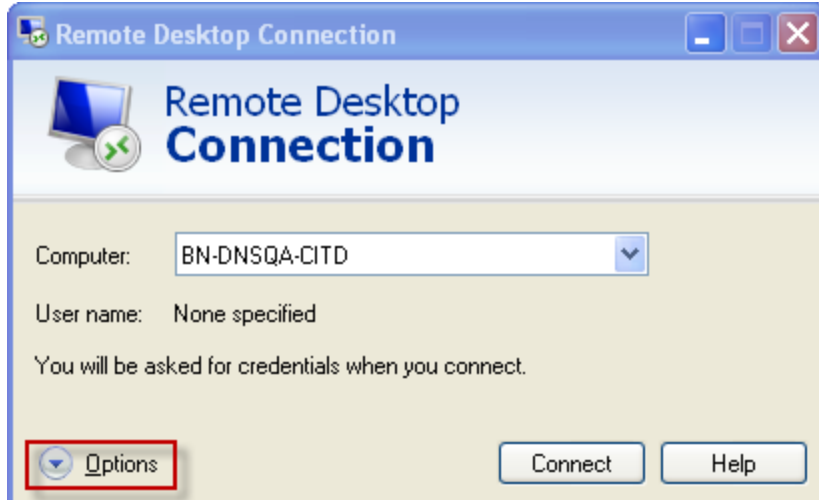 Remote Desktop Connection
Remote Desktop
Connection
Computer: BN-DNSQA-CITD
User name: None specified
You will be asked for credentials when you connect.
Options Connect Help